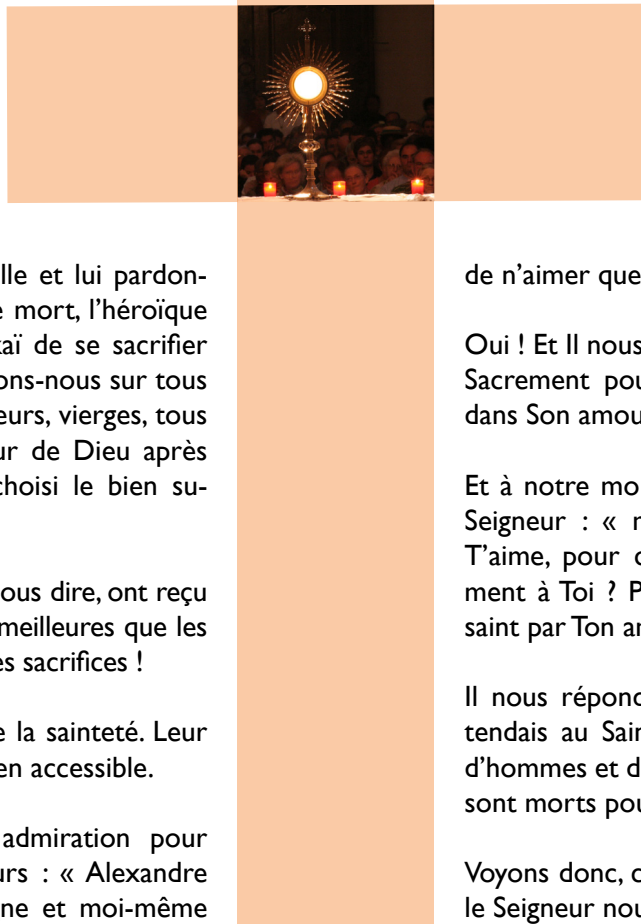 lle et lui pardon-
mort, l'héroïque
aï de se sacrifier
ons-nous sur tous
eurs, vierges, tous
ur de Dieu après
choisi le bien su-
ous dire, ont reçu
meilleures que les
es sacrifices !
e la sainteté. Leur
en accessible.
admiration pour
urs : « Alexandre
ne et moi-même
de n'aimer que
Oui ! Et Il nous
Sacrement pou
dans Son amou
Et à notre mo
Seigneur : «
T'aime, pour
ment à Toi ? P
saint par Ton a
Il nous répond
tendais au Sain
d'hommes et d
sont morts pou
Voyons donc, c
le Seigneur nou